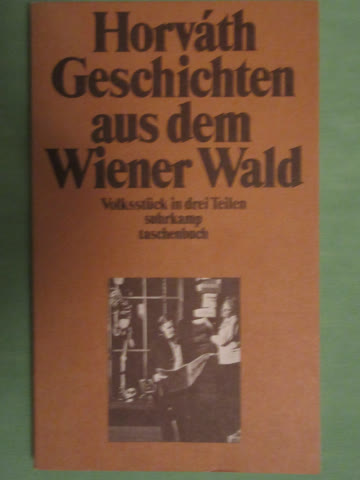 Horváth
Geschichten
aus dem
Wiener Wald
Volksstück in drei Teilen
suhrkamp
taschenbuch